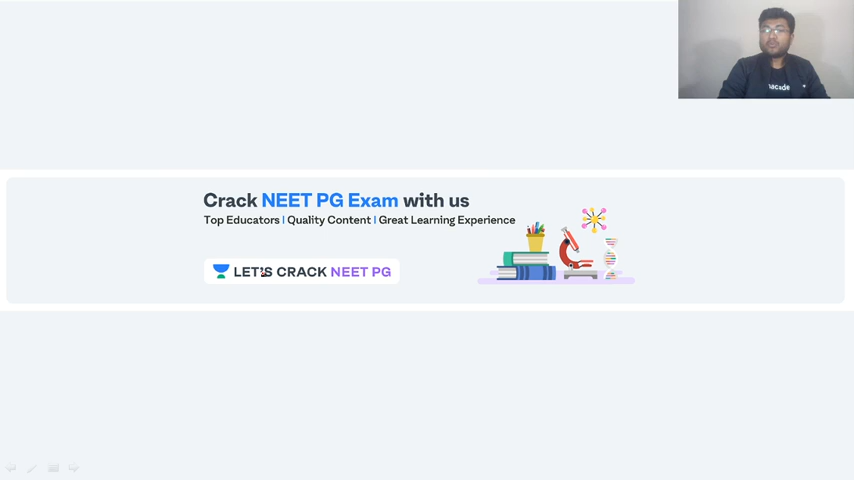 Crack NEET PG Exam with us
Top Educators | Quality Content | Great Learning Experience
LET'S CRACK NEET PG